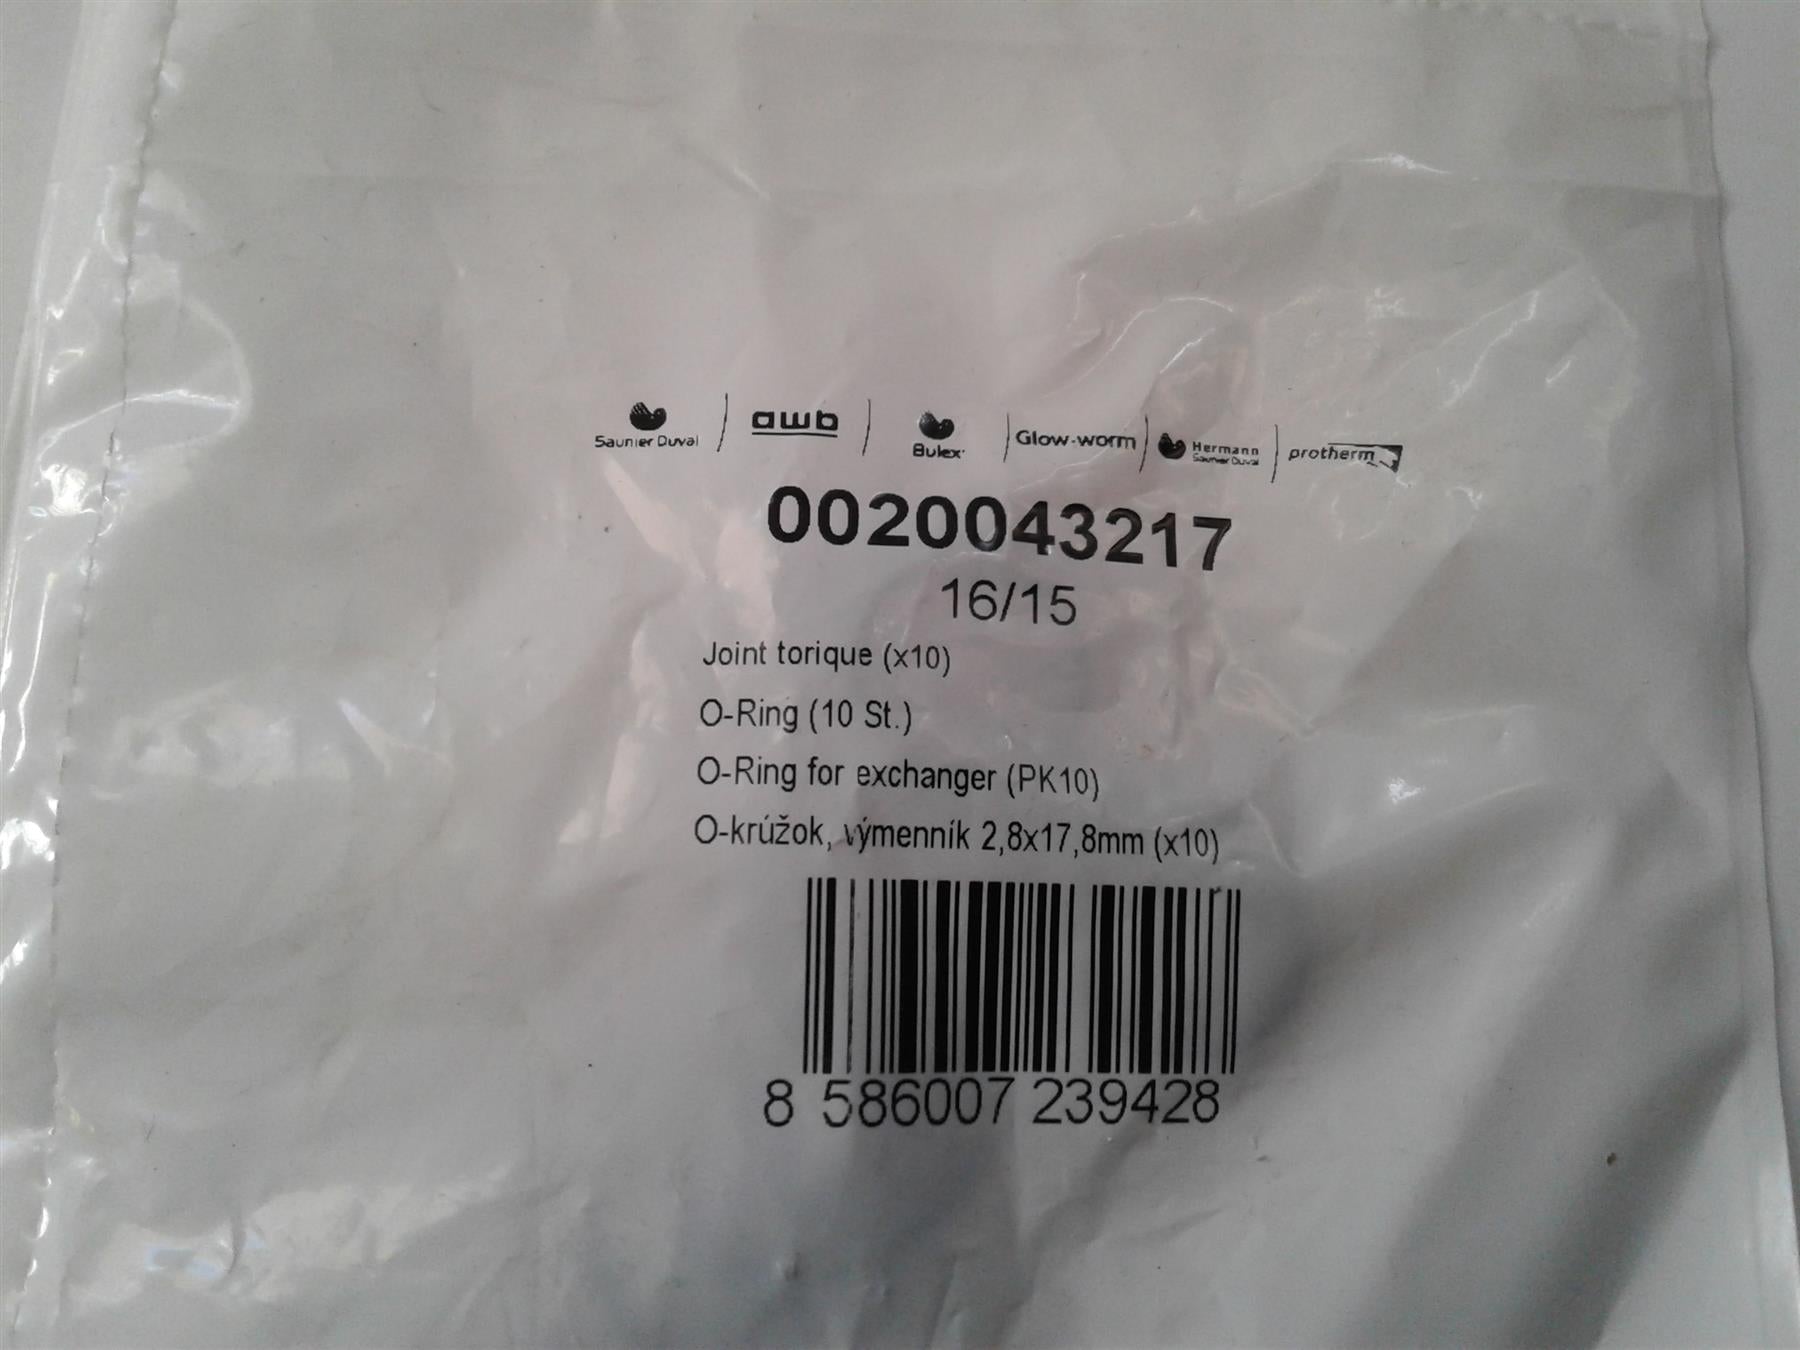 Saunier Duval awb Bulex Glow-worm Hermann Saunier Duval protherm
0020043217
16/15
Joint torique (x10)
O-Ring (10 St.)
O-Ring for exchanger (PK10)
O-krúžok, výmenník 2,8x17,8mm (x10)
8 586007 239428